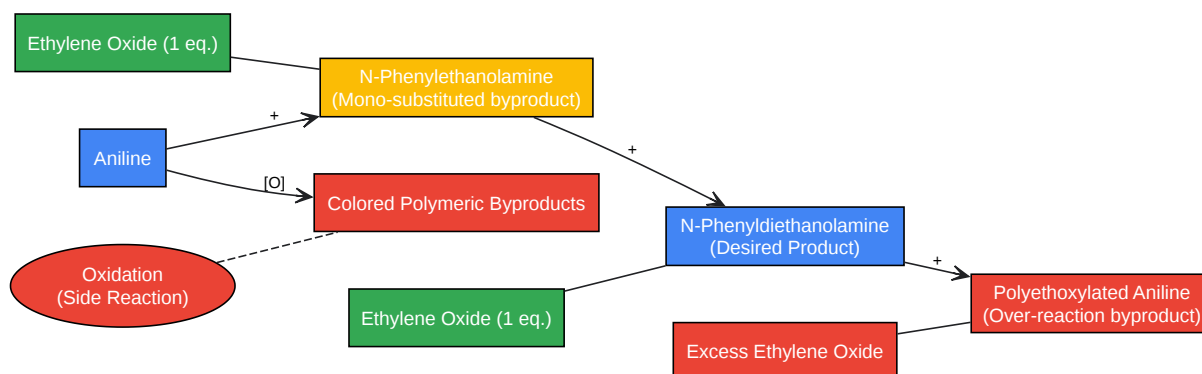 Ethylene Oxide (1 eq.)
N-Phenylethanolamine
(Mono-substituted byproduct)
+
Aniline
[O]
Colored Polymeric Byproducts
+
N-Phenyldiethanolamine
(Desired Product)
Oxidation
(Side Reaction)
+
Ethylene Oxide (1 eq.)
Polyethoxylated Aniline
(Over-reaction byproduct)
Excess Ethylene Oxide